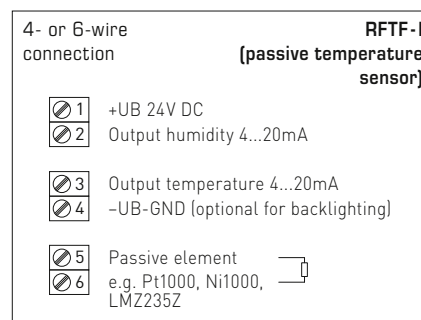 4- or 6-wire
connection
RFTF-I
(passive temperature
sensor)
1 +UB 24V DC
2 Output humidity 4...20mA
3 Output temperature 4...20mA
4 –UB-GND (optional for backlighting)
5 Passive element
6 e.g. Pt1000, Ni1000,
LMZ235Z